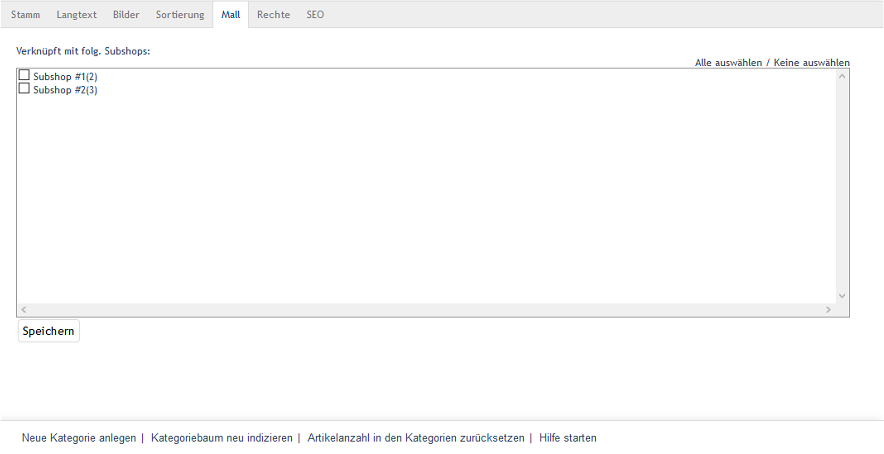 Stamm Langtext Bilder Sortierung Mall Rechte SEO
Verknüpft mit folg. Subshops:
Alle auswählen / Keine auswählen
Subshop #1(2)
Subshop #2(3)
Speichern
Neue Kategorie anlegen | Kategoriebaum neu indizieren | Artikelanzahl in den Kategorien zurücksetzen | Hilfe starten